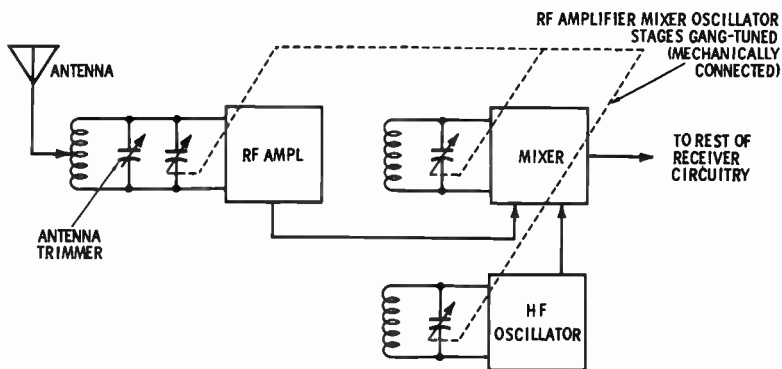 RF AMPLIFIER MIXER OSCILLATOR
STAGES GANG-TUNED
(MECHANICALLY
CONNECTED)
ANTENNA
RF AMPL
MIXER
TO REST OF
RECEIVER
CIRCUITRY
ANTENNA
TRIMMER
HF
OSCILLATOR